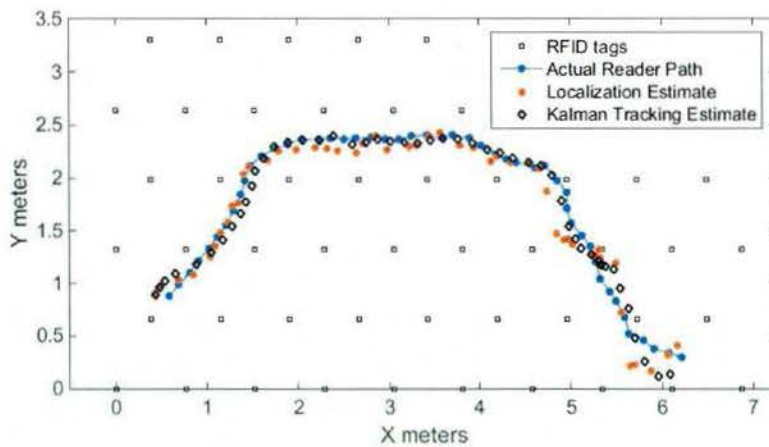 3.5
3
2.5
2
1.5
1
0.5
0
Y meters
RFID tags
Actual Reader Path
Localization Estimate
Kalman Tracking Estimate
0 1 2 3 4 5 6 7
X meters